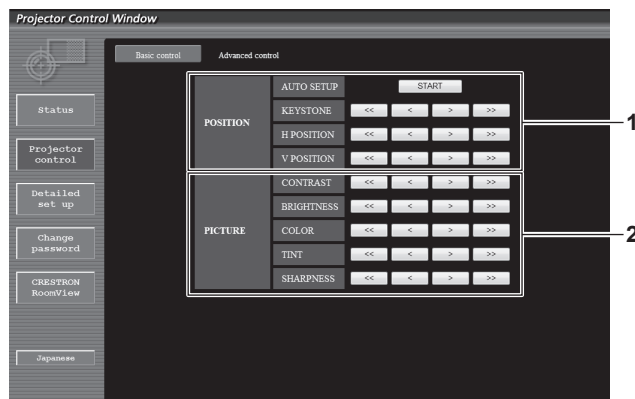 Projector Control Window
Basic control Advanced control
AUTO SETUP START
KEYSTONE << < > >>
POSITION
H POSITION << < > >>
V POSITION << < > >>
1
CONTRAST << < > >>
BRIGHTNESS << < > >>
PICTURE COLOR << < > >>
TINT << < > >>
SHARPNESS << < > >>
2
Status
Projector
control
Detailed
set up
Change
password
CRESTRON
RoomView
Japanese